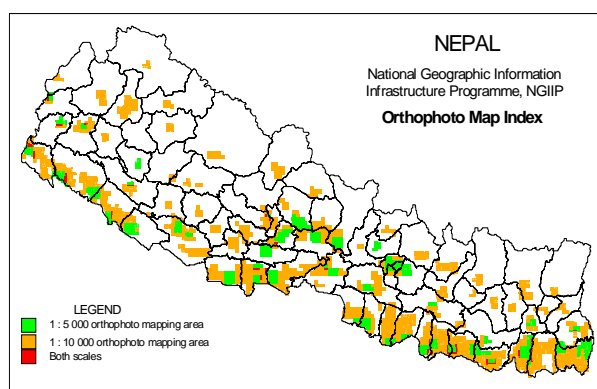 NEPAL
National Geographic Information
Infrastructure Programme, NGIIP
Orthophoto Map Index
LEGEND
1 : 5 000 orthophoto mapping area
1 : 10 000 orthophoto mapping area
Both scales